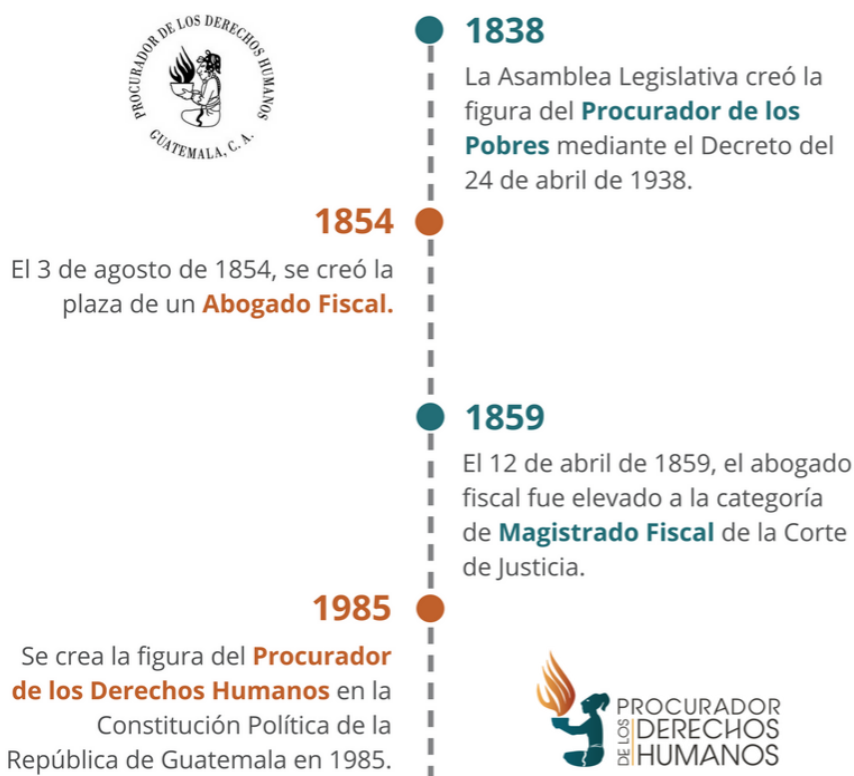 PROCURADOR DE LOS DERECHOS HUMANOS
GUATEMALA, C. A.
1838
La Asamblea Legislativa creó la
figura del Procurador de los
Pobres mediante el Decreto del
24 de abril de 1938.
1854
El 3 de agosto de 1854, se creó la
plaza de un Abogado Fiscal.
1859
El 12 de abril de 1859, el abogado
fiscal fue elevado a la categoría
de Magistrado Fiscal de la Corte
de Justicia.
1985
Se crea la figura del Procurador
de los Derechos Humanos en la
Constitución Política de la
República de Guatemala en 1985.
PROCURADOR
DE LOS
DERECHOS
HUMANOS